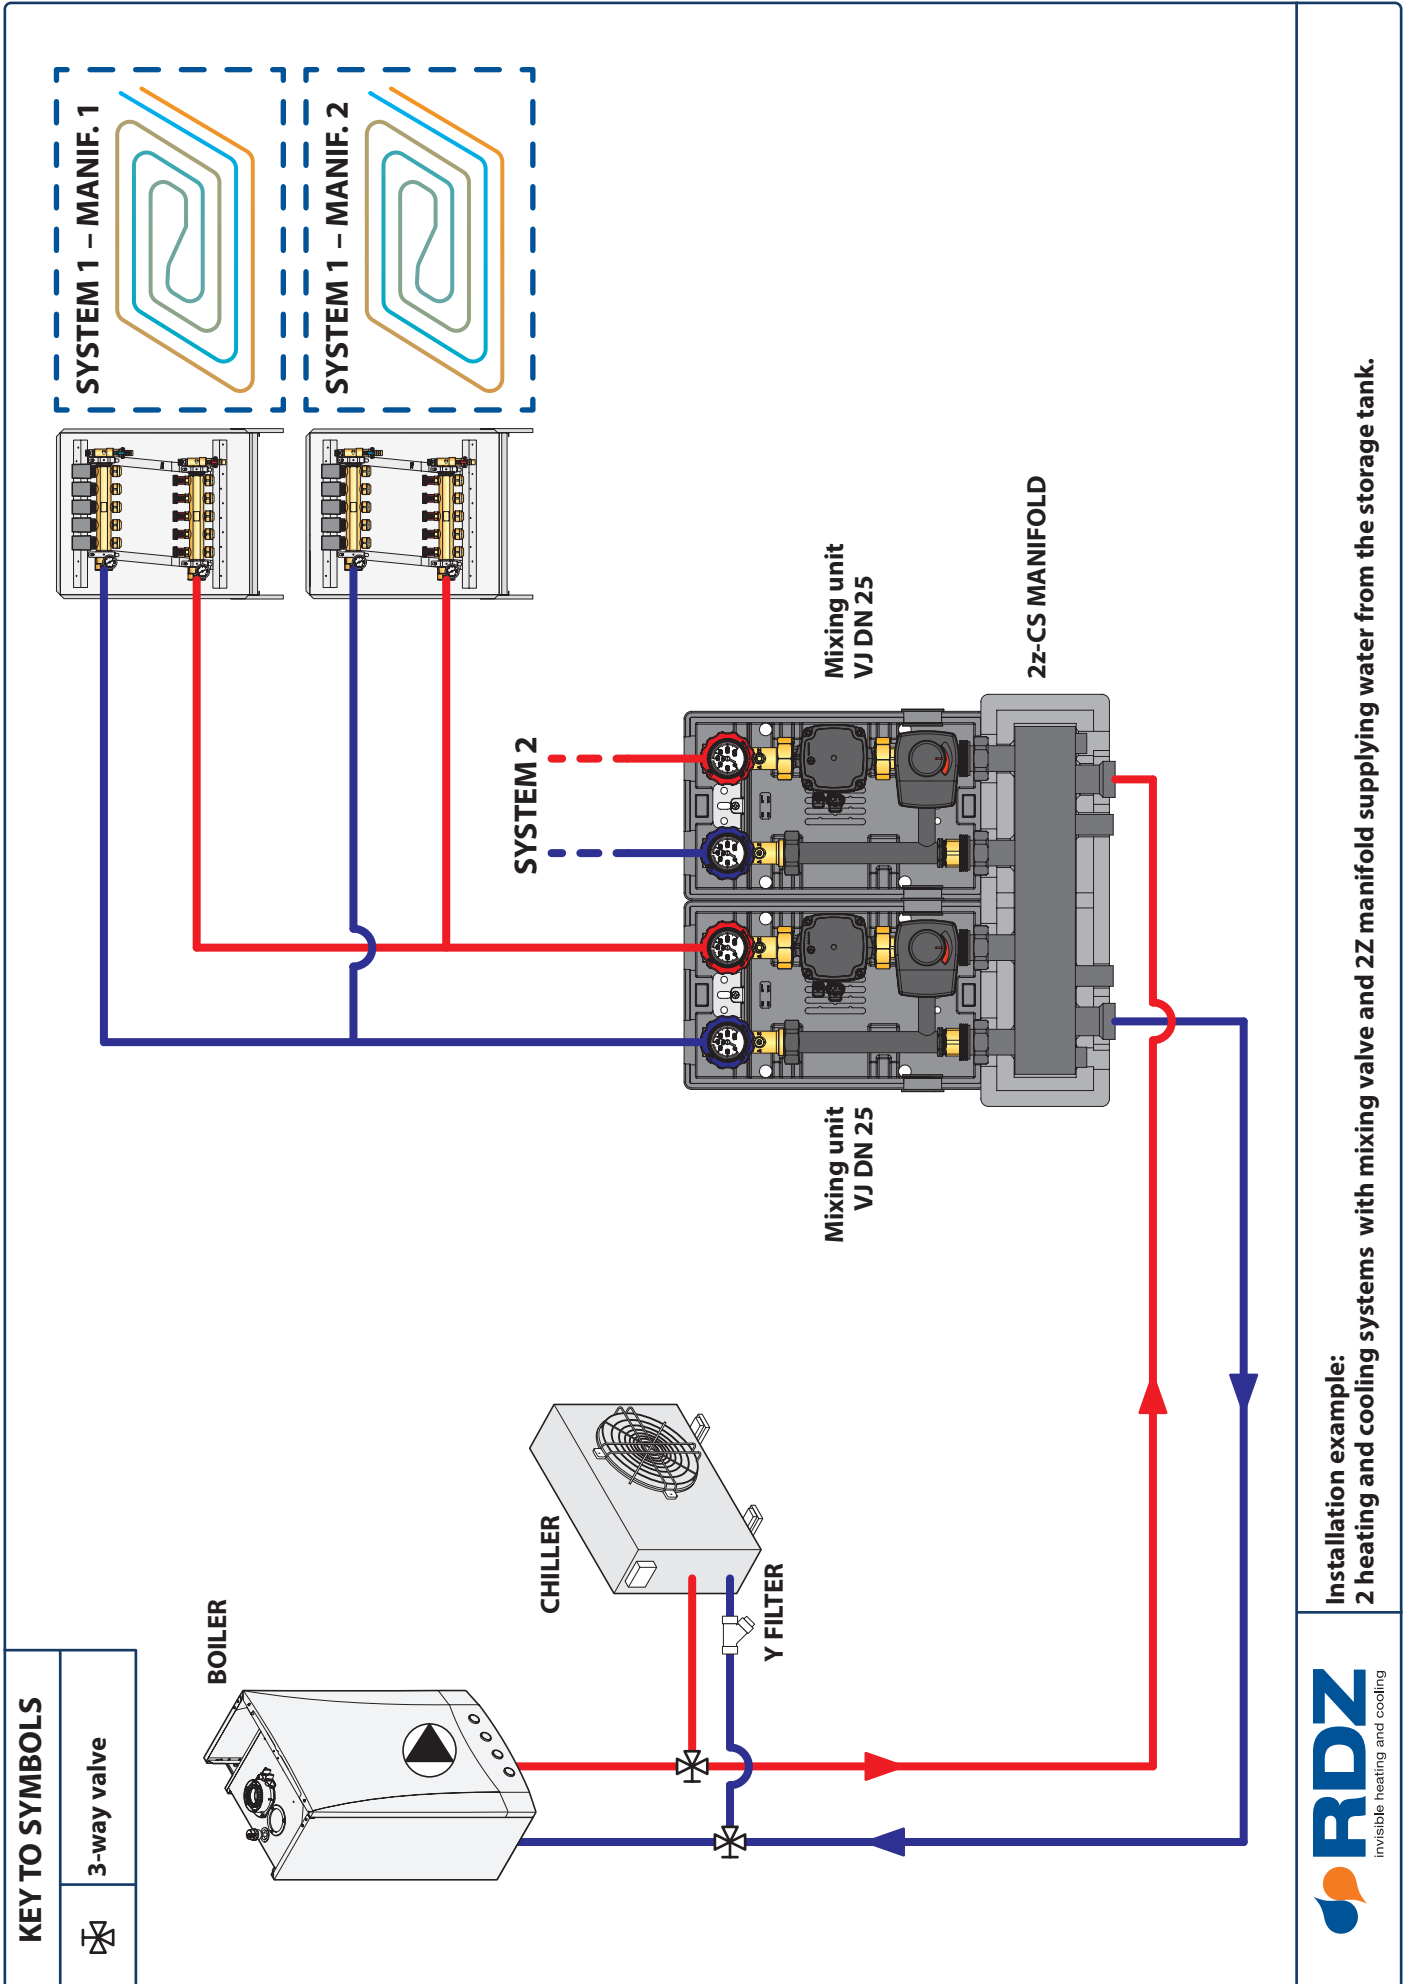 KEY TO SYMBOLS
3-way valve
BOILER
CHILLER
Y FILTER
Mixing unit
VJ DN 25
Mixing unit
VJ DN 25
2z-CS MANIFOLD
SYSTEM 2
SYSTEM 1 – MANIF. 1
SYSTEM 1 – MANIF. 2
RDZ
invisible heating and cooling
Installation example:
2 heating and cooling systems with mixing valve and 2Z manifold supplying water from the storage tank.